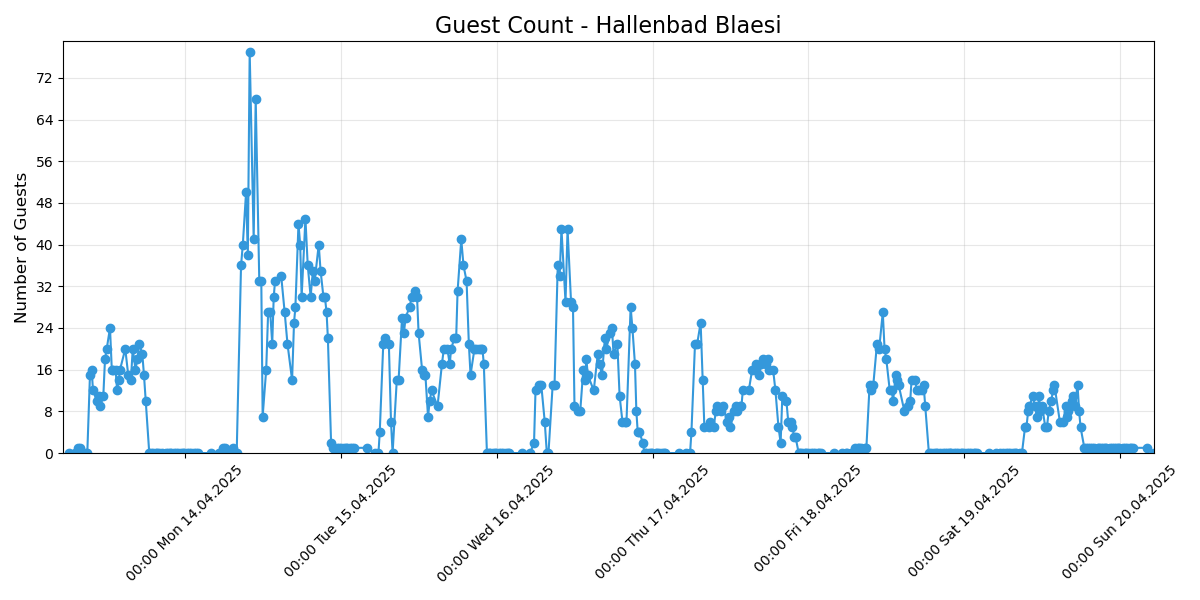 Guest Count - Hallenbad Blaesi
Number of Guests
72
64
56
48
40
32
24
16
8
0
00:00 Mon 14.04.2025
00:00 Tue 15.04.2025
00:00 Wed 16.04.2025
00:00 Thu 17.04.2025
00:00 Fri 18.04.2025
00:00 Sat 19.04.2025
00:00 Sun 20.04.2025